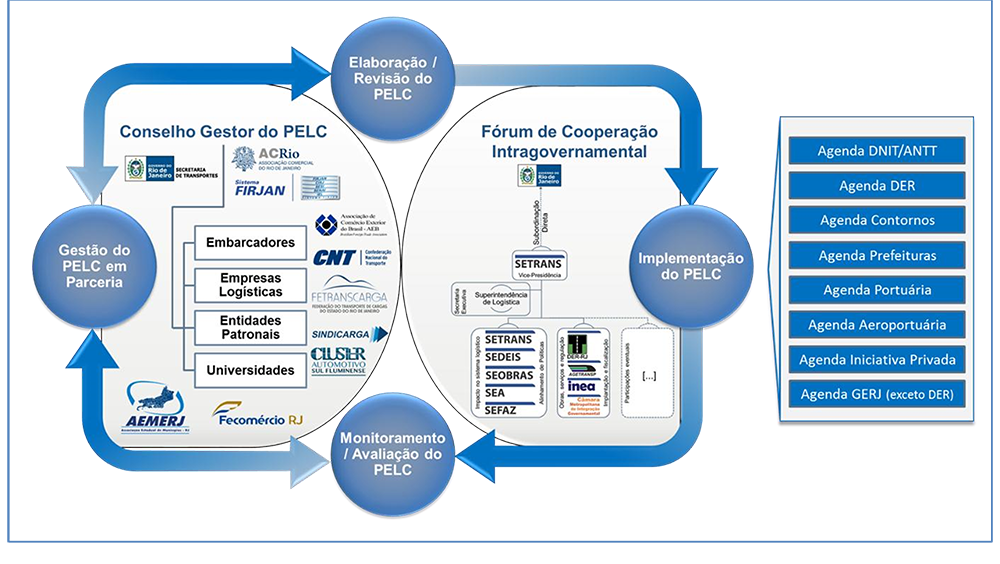 Elaboração /
Revisão do
PELC
Conselho Gestor do PELC
GOVERNO DO
Rio de
Janeiro
SECRETARIA
DE TRANSPORTES
ACRio
ASSOCIAÇÃO COMERCIAL
DO RIO DE JANEIRO
Sistema
FIRJAN
Gestão do
PELC em
Parceria
Embarcadores
Empresas
Logísticas
Entidades
Patronais
Universidades
Associação de
Comércio Exterior
do Brasil - AEB
CNT
Confederação
Nacional do
Transporte
FETRANSCARGA
FEDERAÇÃO DO TRANSPORTE DE CARGAS
DO ESTADO DO RIO DE JANEIRO
SINDICARGA
CLUSTER
AUTOMOTIVO
SUL FLUMINENSE
AEMERJ
Fecomércio RJ
Monitoramento
/ Avaliação do
PELC
Fórum de Cooperação
Intragovernamental
GOVERNO DO
Rio de
Janeiro
Subordinação
Direta
SETRANS
Vice-Presidência
Secretaria
Executiva
Superintendência
de Logística
Impacto no sistema logístico
SETRANS
SEDEIS
SEOBRAS
SEA
SEFAZ
Alinhamento de Políticas
Obras, serviços e regulação
DER-RJ
AGETRANSP
inea
Câmara
Metropolitana
de Integração
Governamental
Implantação e fiscalização
Participações eventuais
[...]
Implementação
do PELC
Agenda DNIT/ANTT
Agenda DER
Agenda Contornos
Agenda Prefeituras
Agenda Portuária
Agenda Aeroportuária
Agenda Iniciativa Privada
Agenda GERJ (exceto DER)